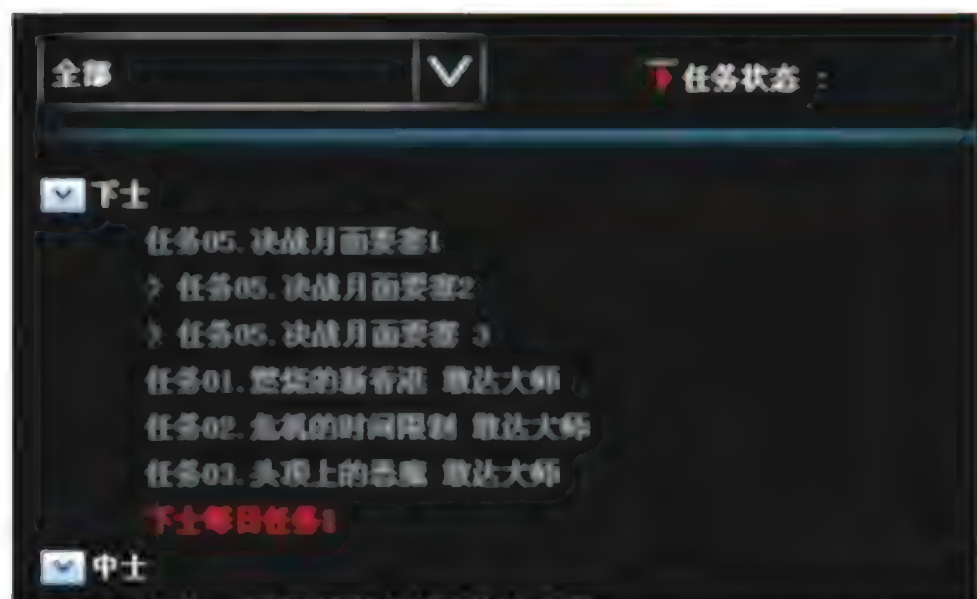 全部
任务状态 :
下士
任务05.决战月面要塞1
> 任务05.决战月面要塞2
> 任务05.决战月面要塞 3
任务01.燃烧的新香港 敢达大师
任务02.危机的时间限制 敢达大师
任务03.头顶上的恶魔 敢达大师
下士每日任务1
中士